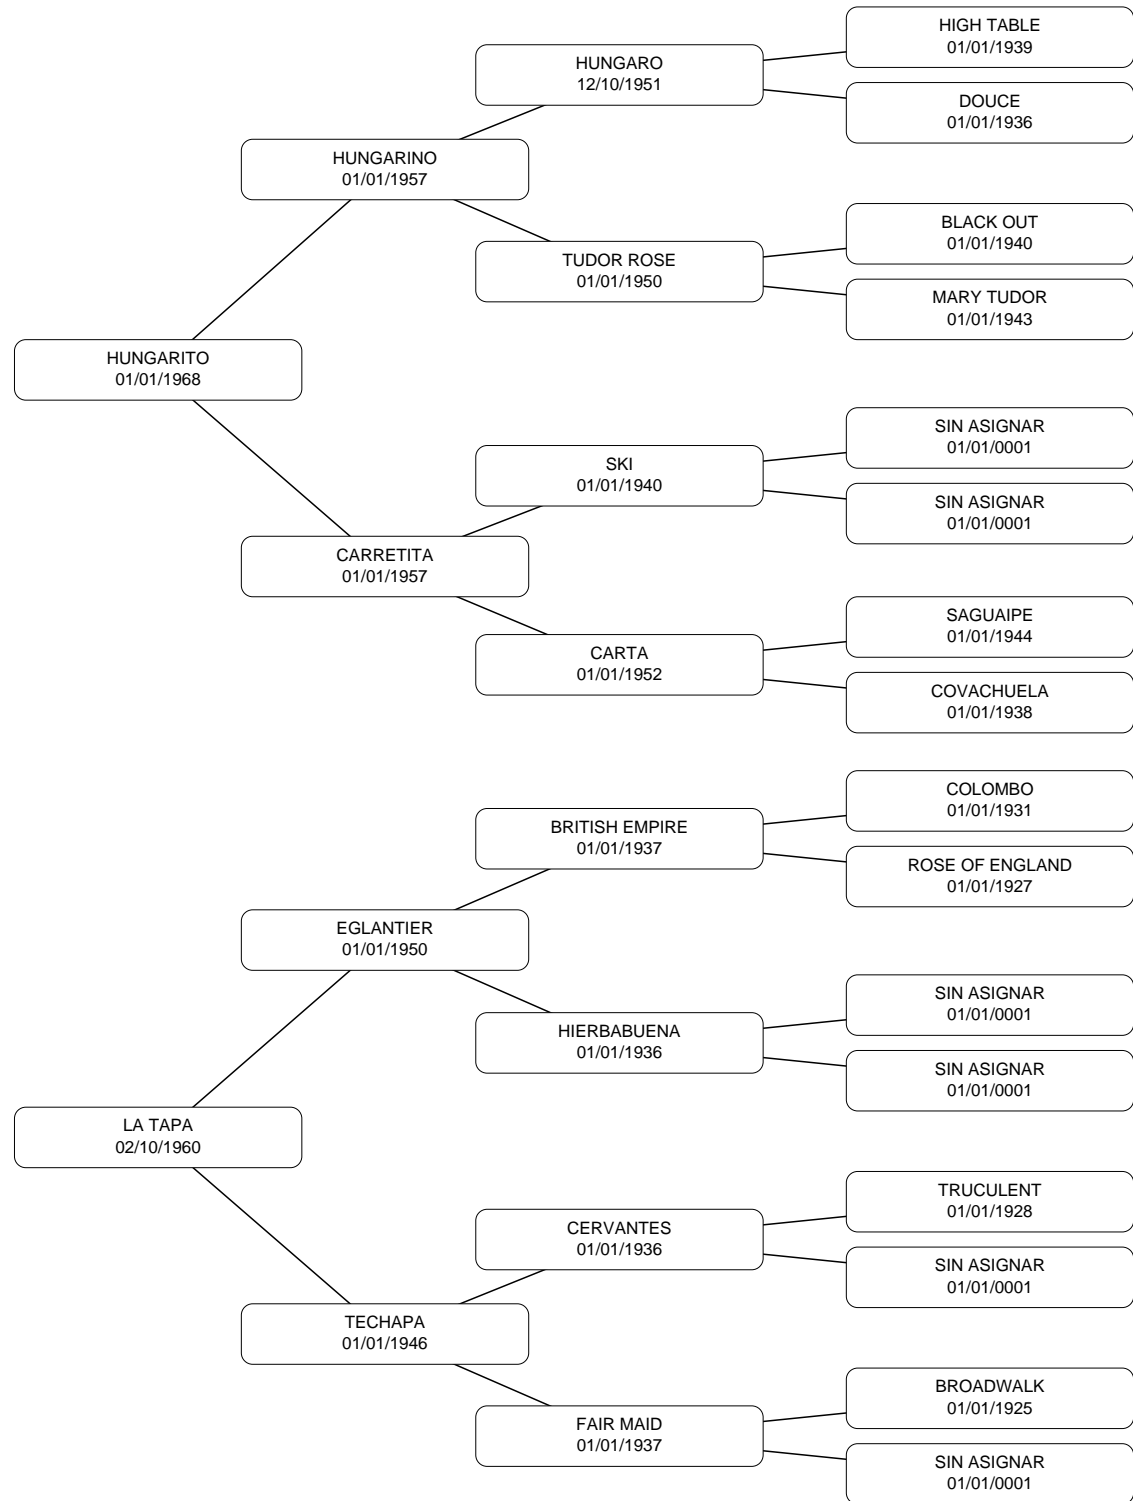 HIGH TABLE
01/01/1939
HUNGARO
12/10/1951
DOUCE
01/01/1936
HUNGARINO
01/01/1957
BLACK OUT
01/01/1940
TUDOR ROSE
01/01/1950
MARY TUDOR
01/01/1943
HUNGARITO
01/01/1968
SIN ASIGNAR
01/01/0001
SKI
01/01/1940
SIN ASIGNAR
01/01/0001
CARRETITA
01/01/1957
SAGUAIPE
01/01/1944
CARTA
01/01/1952
COVACHUELA
01/01/1938
COLOMBO
01/01/1931
BRITISH EMPIRE
01/01/1937
ROSE OF ENGLAND
01/01/1927
EGLANTIER
01/01/1950
SIN ASIGNAR
01/01/0001
HIERBABUENA
01/01/1936
SIN ASIGNAR
01/01/0001
LA TAPA
02/10/1960
TRUCULENT
01/01/1928
CERVANTES
01/01/1936
SIN ASIGNAR
01/01/0001
TECHAPA
01/01/1946
BROADWALK
01/01/1925
FAIR MAID
01/01/1937
SIN ASIGNAR
01/01/0001